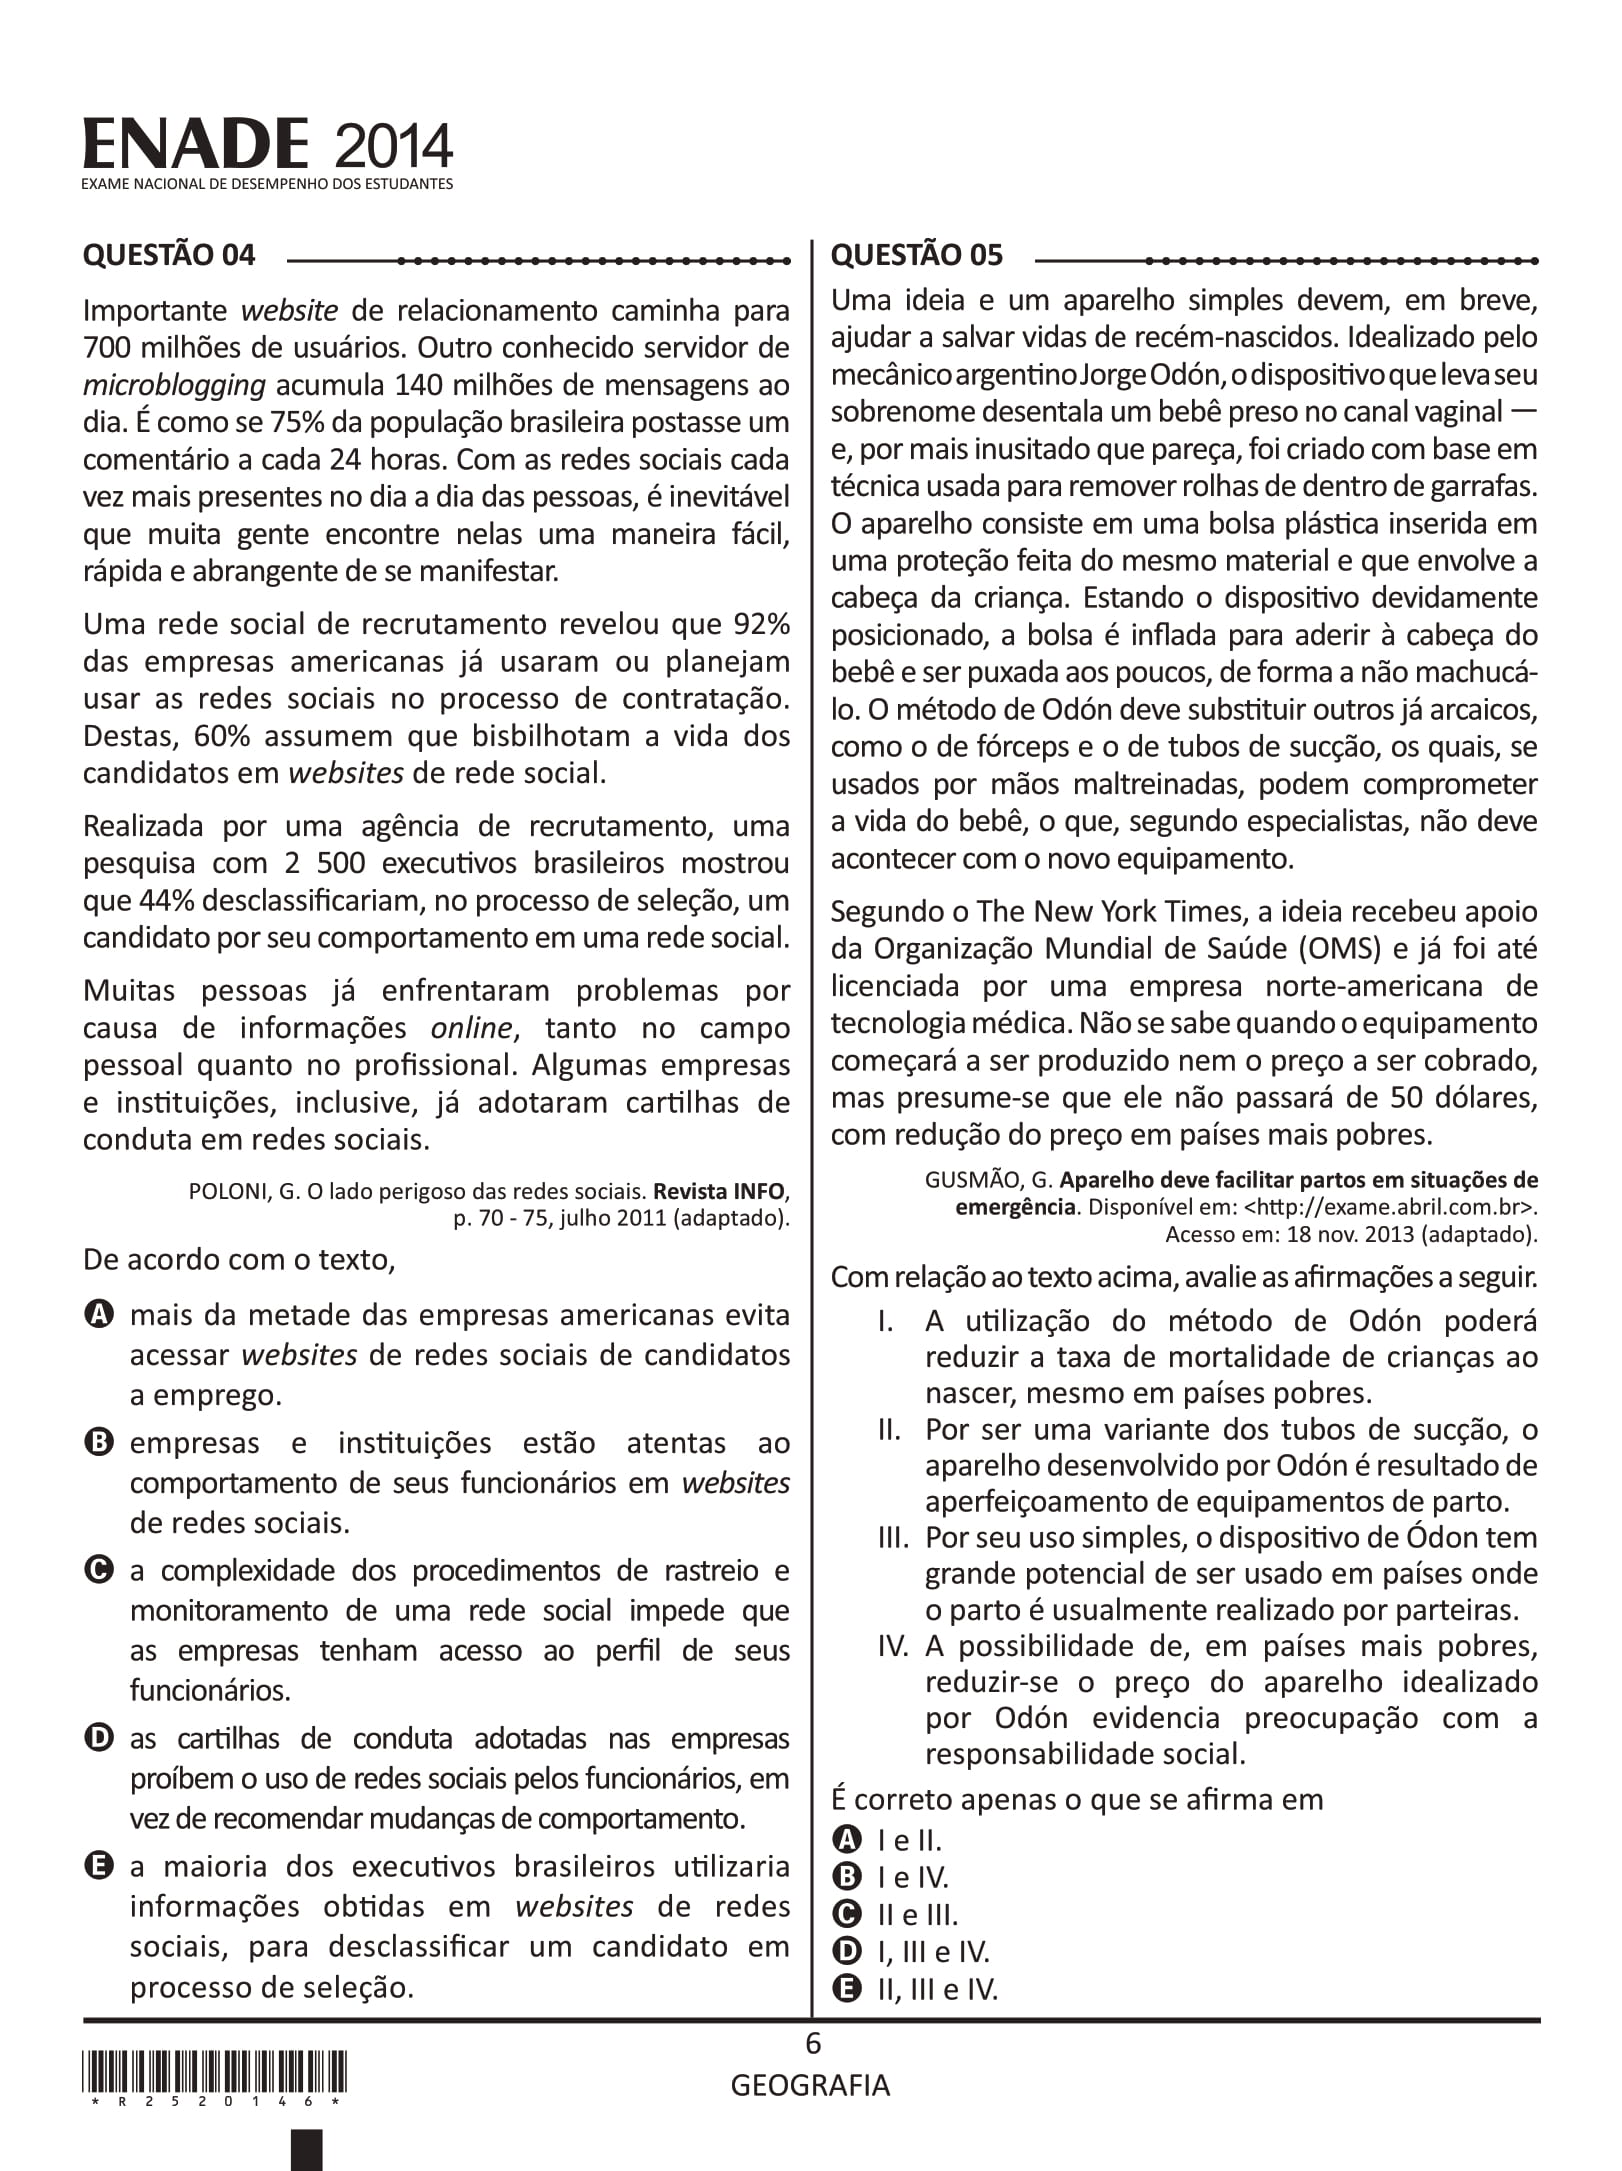 ENADE 2014
EXAME NACIONAL DE DESEMPENHO DOS ESTUDANTES
QUESTÃO 04
Importante website de relacionamento caminha para
700 milhões de usuários. Outro conhecido servidor de
microblogging acumula 140 milhões de mensagens ao
dia. É como se 75% da população brasileira postasse um
comentário a cada 24 horas. Com as redes sociais cada
vez mais presentes no dia a dia das pessoas, é inevitável
que muita gente encontre nelas uma maneira fácil,
rápida e abrangente de se manifestar.
Uma rede social de recrutamento revelou que 92%
das empresas americanas já usaram ou planejam
usar as redes sociais no processo de contratação.
Destas, 60% assumem que bisbilhotam a vida dos
candidatos em websites de rede social.
Realizada por uma agência de recrutamento, uma
pesquisa com 2 500 executivos brasileiros mostrou
que 44% desclassificariam, no processo de seleção, um
candidato por seu comportamento em uma rede social.
Muitas pessoas já enfrentaram problemas por
causa de informações online, tanto no campo
pessoal quanto no profissional. Algumas empresas
e instituições, inclusive, já adotaram cartilhas de
conduta em redes sociais.
POLONI, G. O lado perigoso das redes sociais. Revista INFO,
p. 70 - 75, julho 2011 (adaptado).
De acordo com o texto,
A mais da metade das empresas americanas evita
acessar websites de redes sociais de candidatos
a emprego.
B empresas e instituições estão atentas ao
comportamento de seus funcionários em websites
de redes sociais.
C a complexidade dos procedimentos de rastreio e
monitoramento de uma rede social impede que
as empresas tenham acesso ao perfil de seus
funcionários.
D as cartilhas de conduta adotadas nas empresas
proíbem o uso de redes sociais pelos funcionários, em
vez de recomendar mudanças de comportamento.
E a maioria dos executivos brasileiros utilizaria
informações obtidas em websites de redes
sociais, para desclassificar um candidato em
processo de seleção.
QUESTÃO 05
Uma ideia e um aparelho simples devem, em breve,
ajudar a salvar vidas de recém-nascidos. Idealizado pelo
mecânico argentino Jorge Odón, o dispositivo que leva seu
sobrenome desentala um bebê preso no canal vaginal —
e, por mais inusitado que pareça, foi criado com base em
técnica usada para remover rolhas de dentro de garrafas.
O aparelho consiste em uma bolsa plástica inserida em
uma proteção feita do mesmo material e que envolve a
cabeça da criança. Estando o dispositivo devidamente
posicionado, a bolsa é inflada para aderir à cabeça do
bebê e ser puxada aos poucos, de forma a não machucá-
lo. O método de Odón deve substituir outros já arcaicos,
como o de fórceps e o de tubos de sucção, os quais, se
usados por mãos maltreinadas, podem comprometer
a vida do bebê, o que, segundo especialistas, não deve
acontecer com o novo equipamento.
Segundo o The New York Times, a ideia recebeu apoio
da Organização Mundial de Saúde (OMS) e já foi até
licenciada por uma empresa norte-americana de
tecnologia médica. Não se sabe quando o equipamento
começará a ser produzido nem o preço a ser cobrado,
mas presume-se que ele não passará de 50 dólares,
com redução do preço em países mais pobres.
GUSMÃO, G. Aparelho deve facilitar partos em situações de
emergência. Disponível em: <http://exame.abril.com.br>.
Acesso em: 18 nov. 2013 (adaptado).
Com relação ao texto acima, avalie as afirmações a seguir.
I. A utilização do método de Odón poderá
reduzir a taxa de mortalidade de crianças ao
nascer, mesmo em países pobres.
II. Por ser uma variante dos tubos de sucção, o
aparelho desenvolvido por Odón é resultado de
aperfeiçoamento de equipamentos de parto.
III. Por seu uso simples, o dispositivo de Ódon tem
grande potencial de ser usado em países onde
o parto é usualmente realizado por parteiras.
IV. A possibilidade de, em países mais pobres,
reduzir-se o preço do aparelho idealizado
por Odón evidencia preocupação com a
responsabilidade social.
É correto apenas o que se afirma em
A I e II.
B I e IV.
C II e III.
D I, III e IV.
E II, III e IV.
6
GEOGRAFIA
* R 2 5 2 0 1 4 6 *